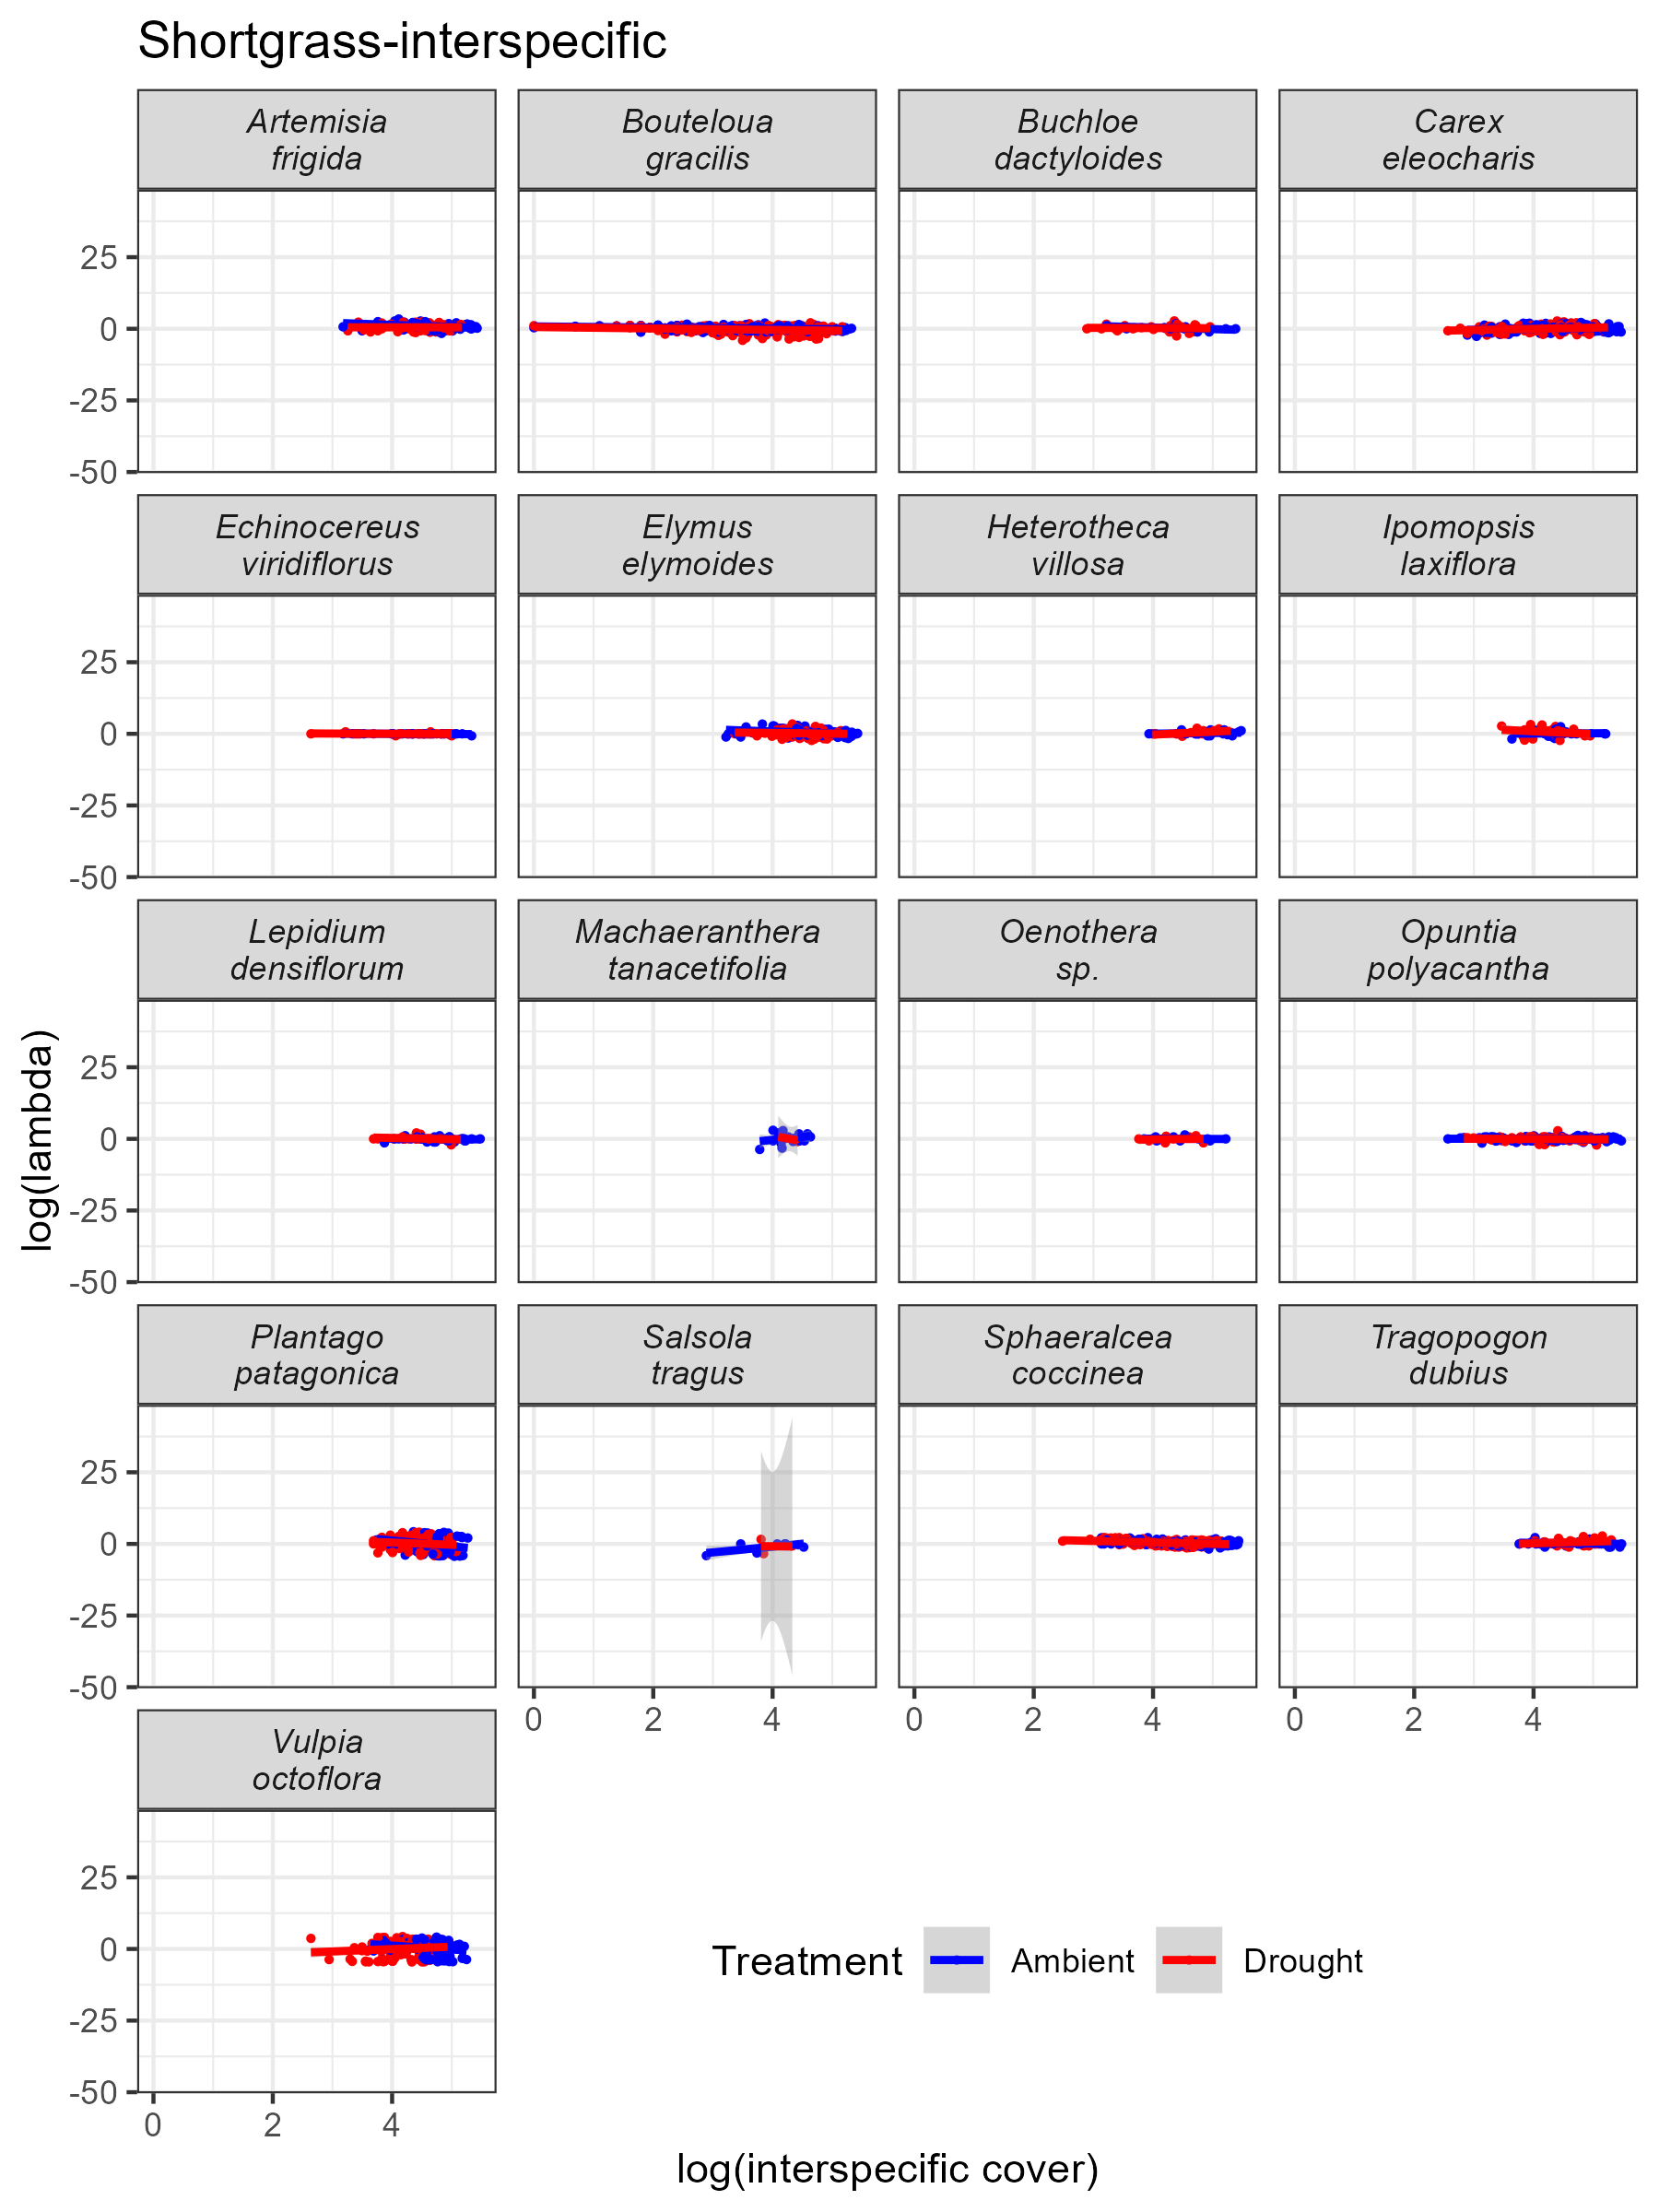 Shortgrass-interspecific
Artemisia
frigida
Bouteloua
gracilis
Buchloe
dactyloides
Carex
eleocharis
25
0
-25
-50
Echinocereus
viridiflorus
Elymus
elymoides
Heterotheca
villosa
Ipomopsis
laxiflora
25
0
-25
-50
Lepidium
densiflorum
Machaeranthera
tanacetifolia
Oenothera
sp.
Opuntia
polyacantha
25
0
-25
-50
log(lambda)
Plantago
patagonica
Salsola
tragus
Sphaeralcea
coccinea
Tragopogon
dubius
25
0
-25
-50
0 2 4
0 2 4
0 2 4
Vulpia
octoflora
25
0
-25
-50
0 2 4
Treatment Ambient Drought
log(interspecific cover)